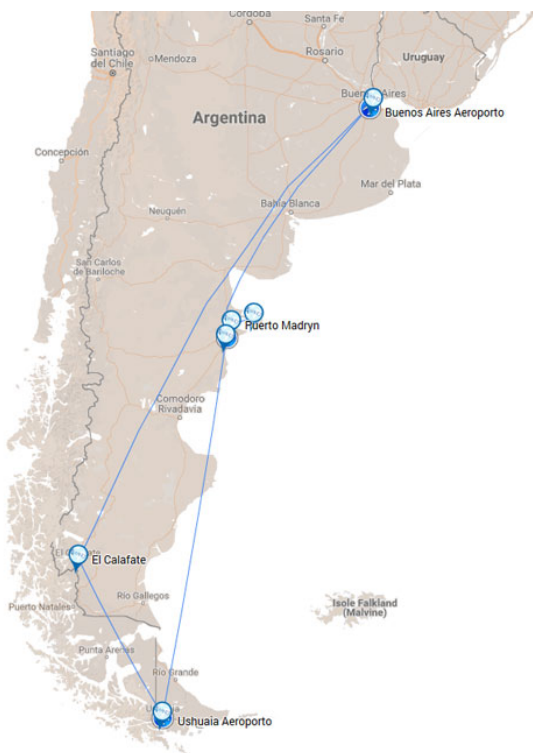 Córdoba
Santa Fe
Santiago
del Chile
Mendoza
Rosario
Uruguay
Buenos Aires
Buenos Aires Aeroporto
Argentina
Concepción
Mar del Plata
Bahía Blanca
Neuquén
San Carlos
de Bariloche
Puerto Madryn
Comodoro
Rivadavia
El Calafate
El Calafate
Puerto Natales
Río Gallegos
Isole Falkland
(Malvine)
Punta Arenas
Río Grande
Ushuaia Aeroporto